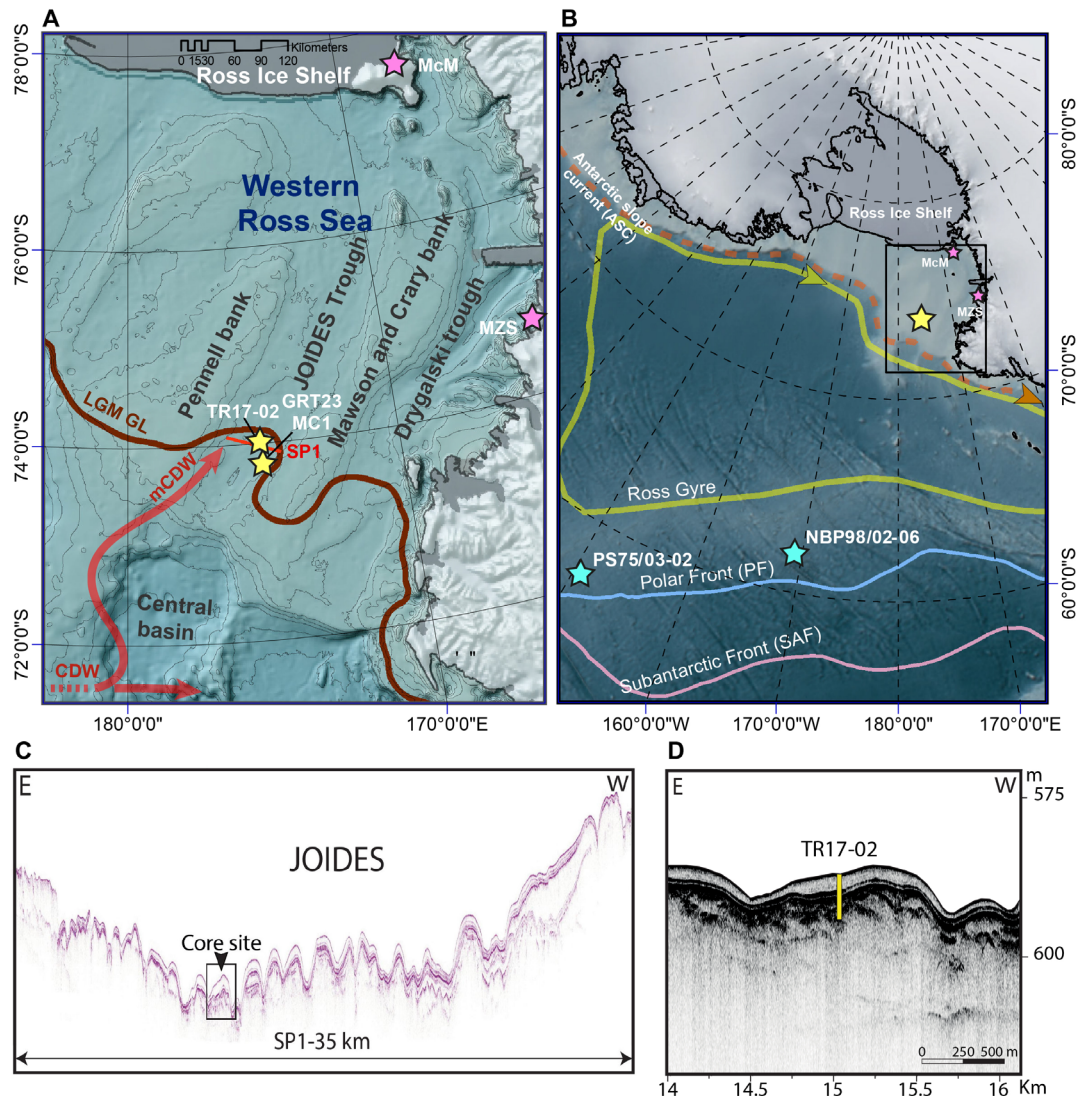 A
78°0'0"S
76°0'0"S
74°0'0"S
72°0'0"S
0 1530 60 90 120
Kilometers
Ross Ice Shelf
McM
Western
Ross Sea
Pennell bank
JOIDES Trough
Mawson and Crary bank
Drygalski trough
MZS
LGM GL
TR17-02
GRT23
MC1
SP1
mCDW
Central
basin
CDW
' "
180°0'0"
170°0'0"E
B
Antarctic slope
current (ASC)
Ross Ice Shelf
McM
MZS
80°0'0"S
70°0'0"S
60°0'0"S
Ross Gyre
PS75/03-02
NBP98/02-06
Polar Front (PF)
Subantarctic Front (SAF)
160°0'0"W
170°0'0"W
180°0'0"
170°0'0"E
C
E
W
JOIDES
Core site
SP1-35 km
D
E
W
m
575
TR17-02
600
0 250 500 m
14 14.5 15 15.5 16 Km